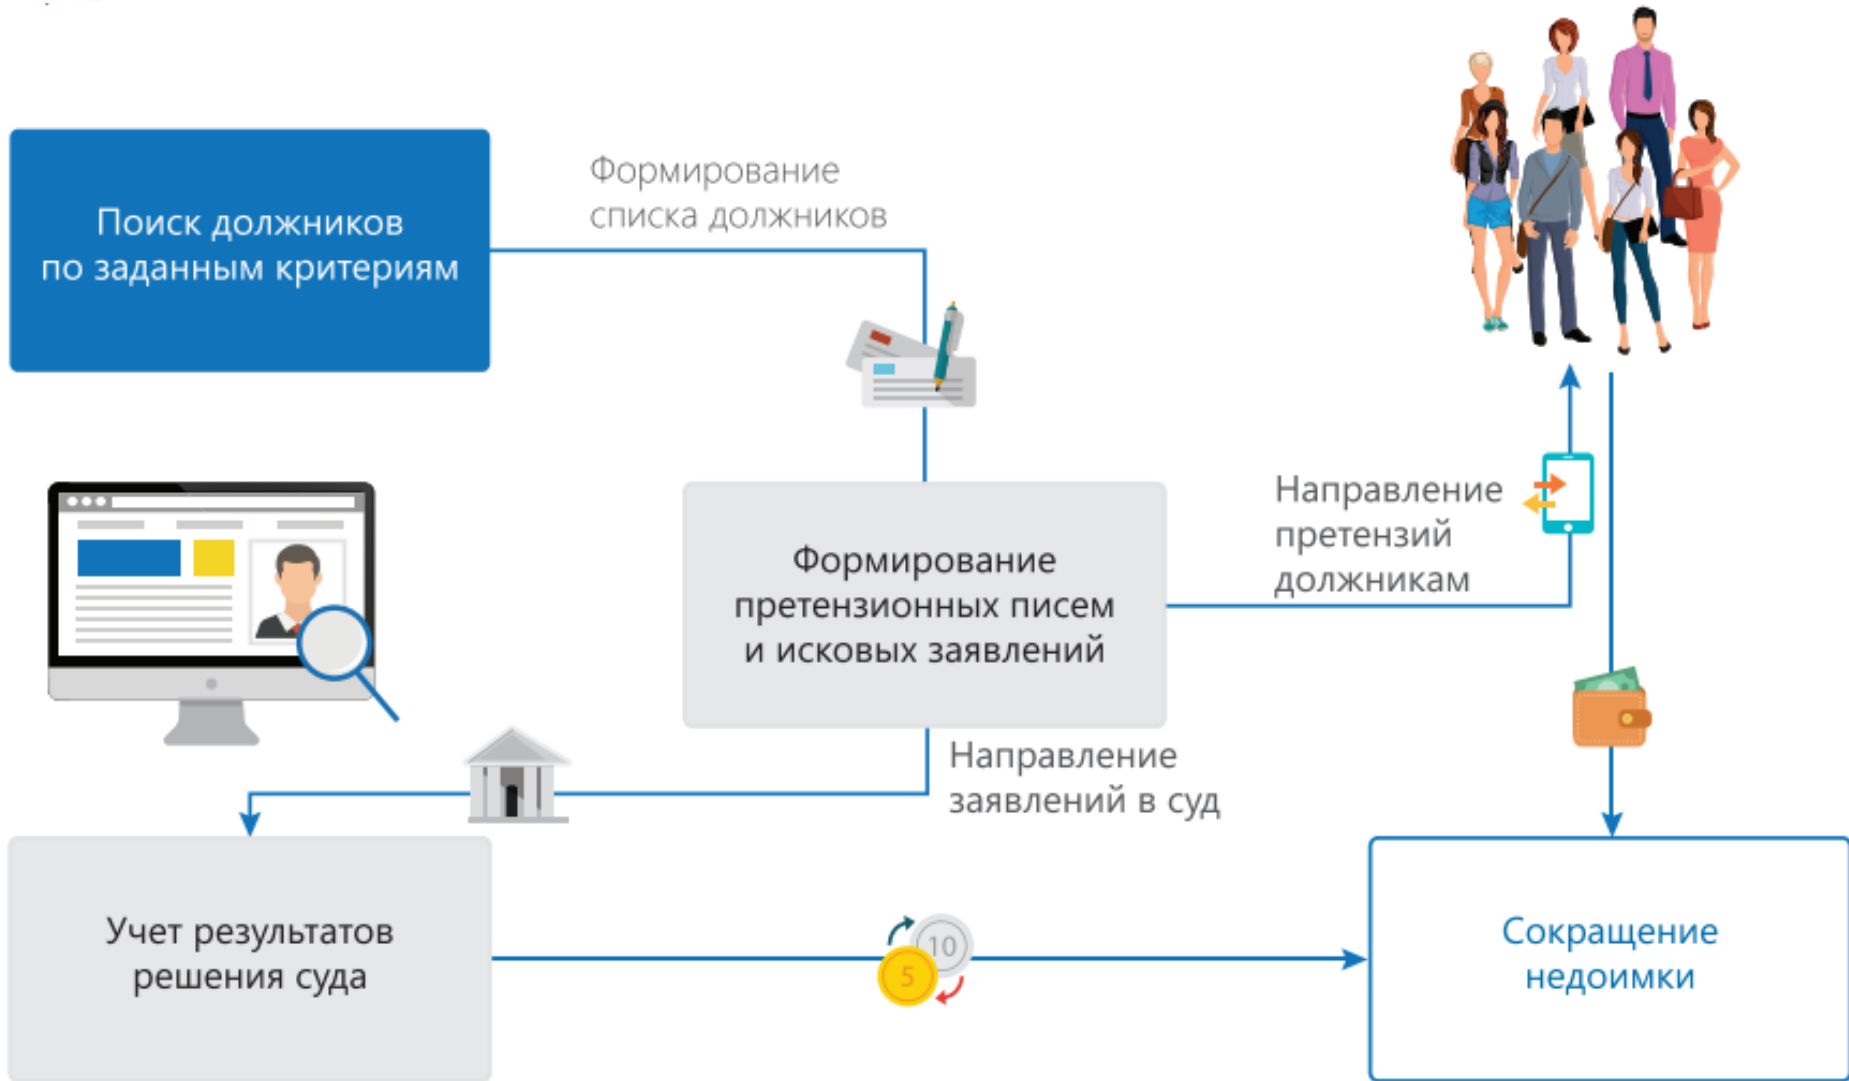 Поиск должников
по заданным критериям
Формирование
списка должников
Формирование
претензионных писем
и исковых заявлений
Направление
претензий
должникам
Направление
заявлений в суд
Учет результатов
решения суда
10
5
Сокращение
недоимки